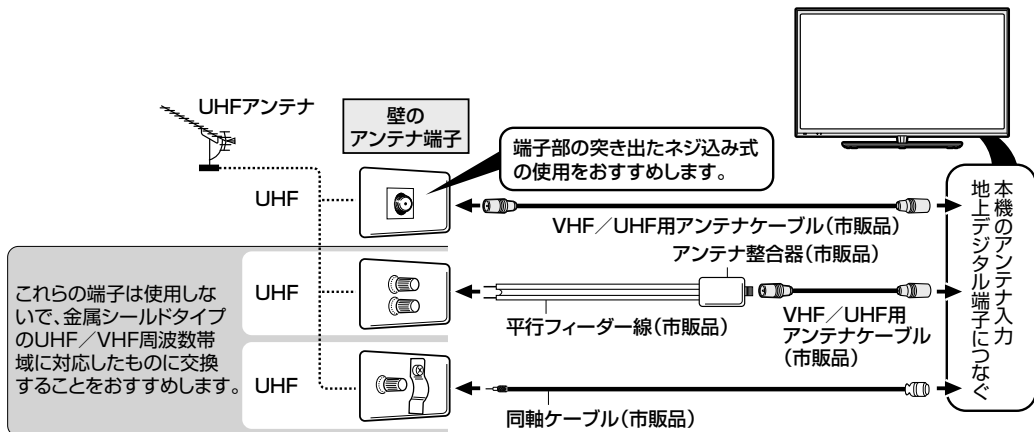 UHFアンテナ
壁の
アンテナ端子
端子部の突き出たネジ込み式
の使用をおすすめします。
UHF
VHF／UHF用アンテナケーブル（市販品）
アンテナ整合器（市販品）
これらの端子は使用しな
いで、金属シールドタイプ
のUHF／VHF周波数帯
域に対応したものに交換
することをおすすめします。
UHF
平行フィーダー線（市販品）
VHF／UHF用
アンテナケーブル
（市販品）
UHF
同軸ケーブル（市販品）
本機のアンテナ入力
地上デジタル端子につなぐ